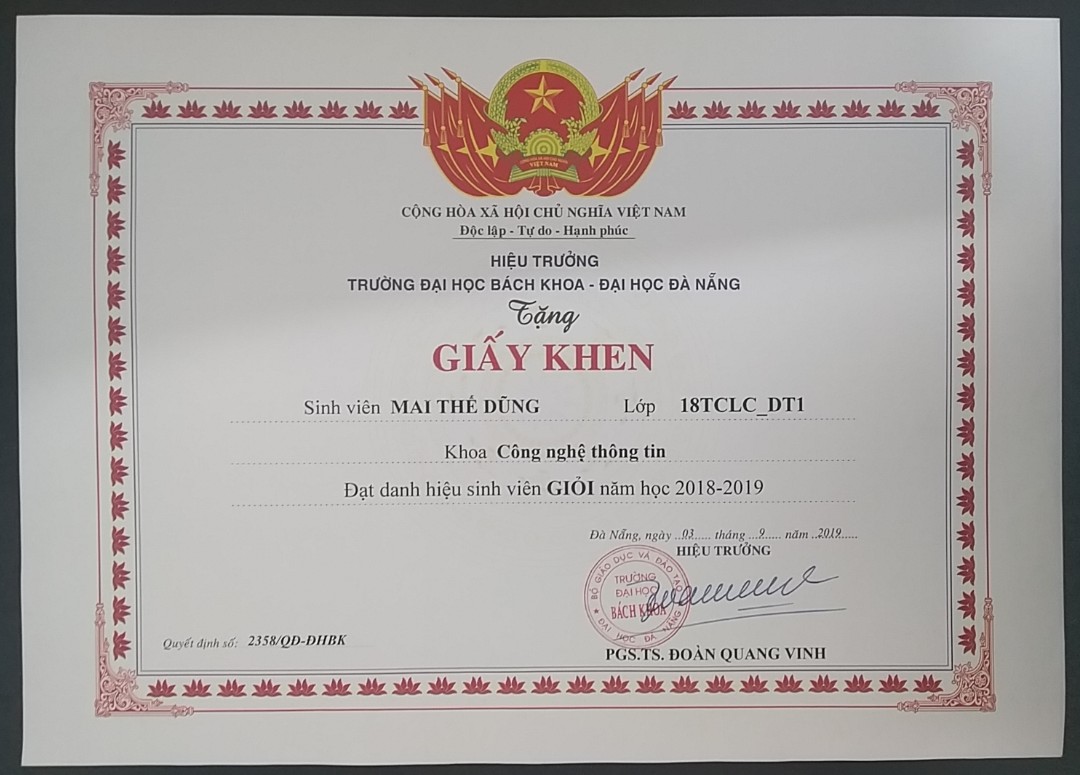 VIỆT NAM
CỘNG HÒA XÃ HỘI CHỦ NGHĨA VIỆT NAM
Độc lập - Tự do - Hạnh phúc
HIỆU TRƯỞNG
TRƯỜNG ĐẠI HỌC BÁCH KHOA - ĐẠI HỌC ĐÀ NẴNG
Tặng
GIẤY KHEN
Sinh viên MAI THẾ DŨNG Lớp 18TCLC_DT1
Khoa Công nghệ thông tin
Đạt danh hiệu sinh viên GIỎI năm học 2018-2019
Đà Nẵng, ngày ..03..... tháng ...9..... năm ..2019.....
HIỆU TRƯỞNG
BỘ GIÁO DỤC VÀ ĐÀO TẠO
TRƯỜNG
ĐẠI HỌC
BÁCH KHOA
ĐẠI HỌC ĐÀ NẴNG
Quyết định số: 2358/QĐ-ĐHBK
PGS.TS. ĐOÀN QUANG VINH